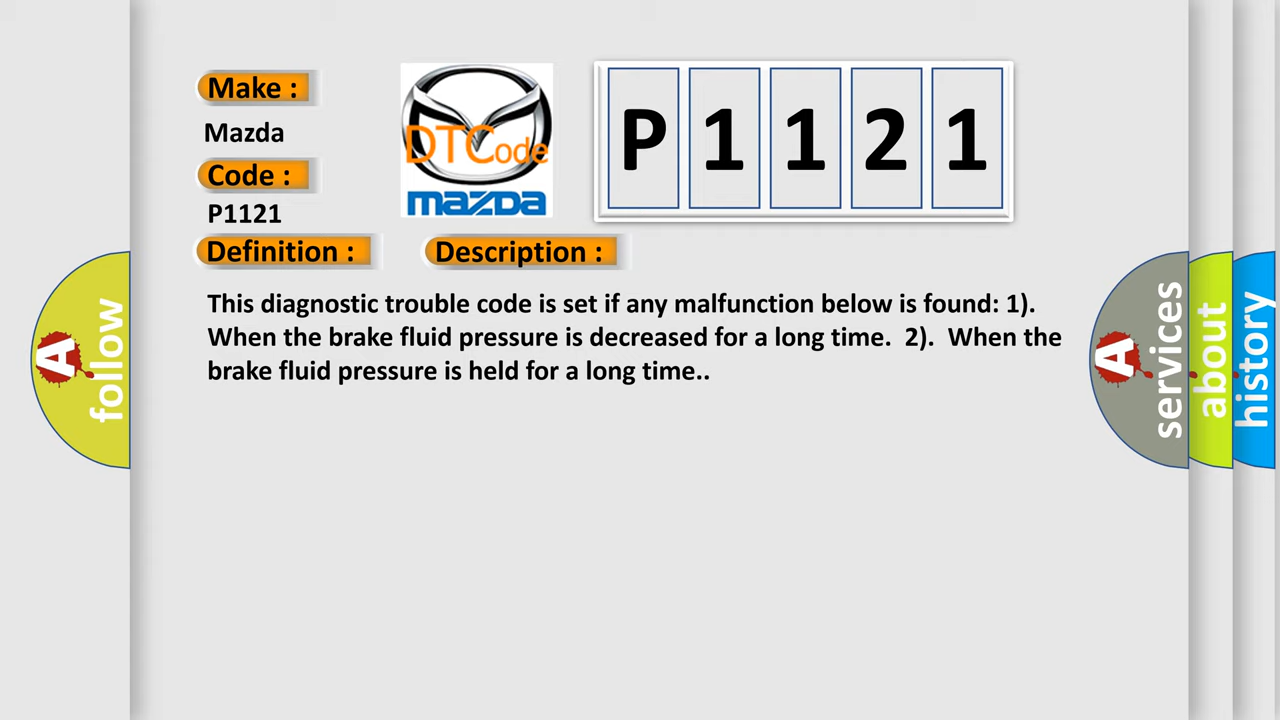 Make :
Mazda
Code :
P1121
Definition :
Description :
DTCode
mazda
P 1 1 2 1
This diagnostic trouble code is set if any malfunction below is found: 1).
When the brake fluid pressure is decreased for a long time.  2).  When the
brake fluid pressure is held for a long time..
A follow
A services
about
history